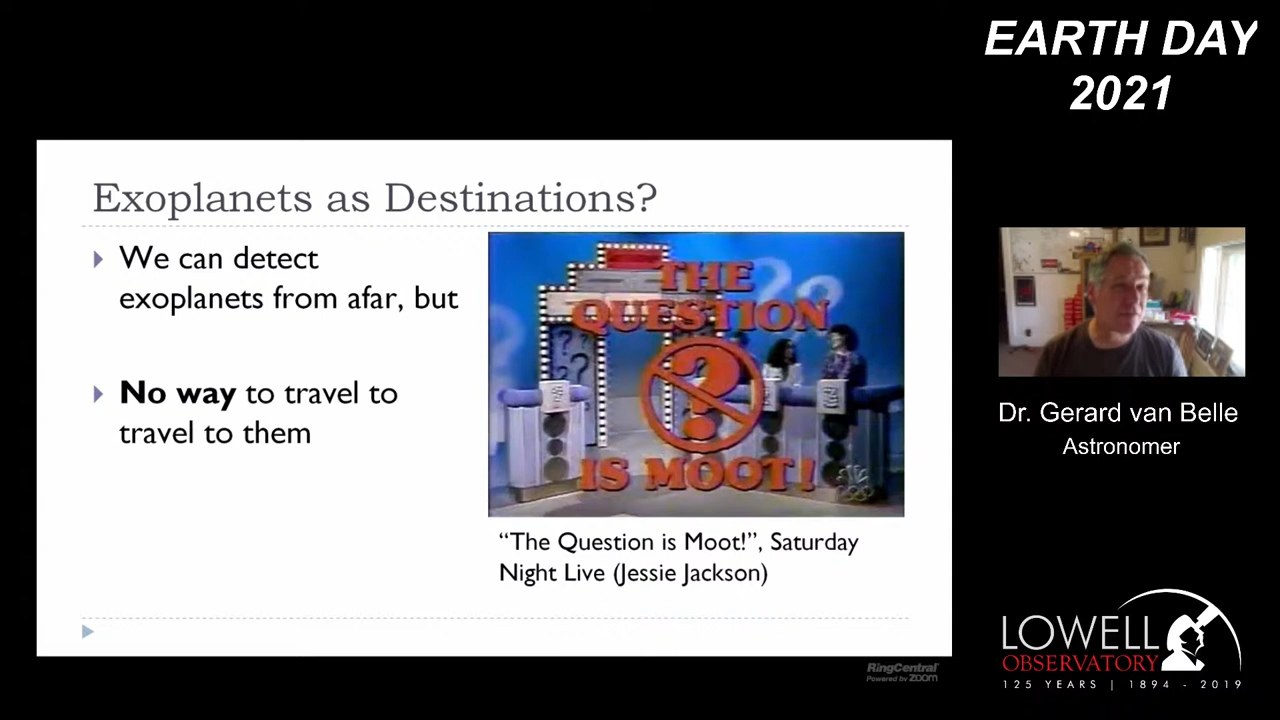 EARTH DAY
2021
Exoplanets as Destinations?
We can detect
exoplanets from afar, but
No way to travel to
travel to them
THE
QUESTION
?
IS MOOT!
“The Question is Moot!”, Saturday
Night Live (Jessie Jackson)
Dr. Gerard van Belle
Astronomer
RingCentral
Powered by zoom
LOWELL
OBSERVATORY
125 YEARS | 1894 - 2019